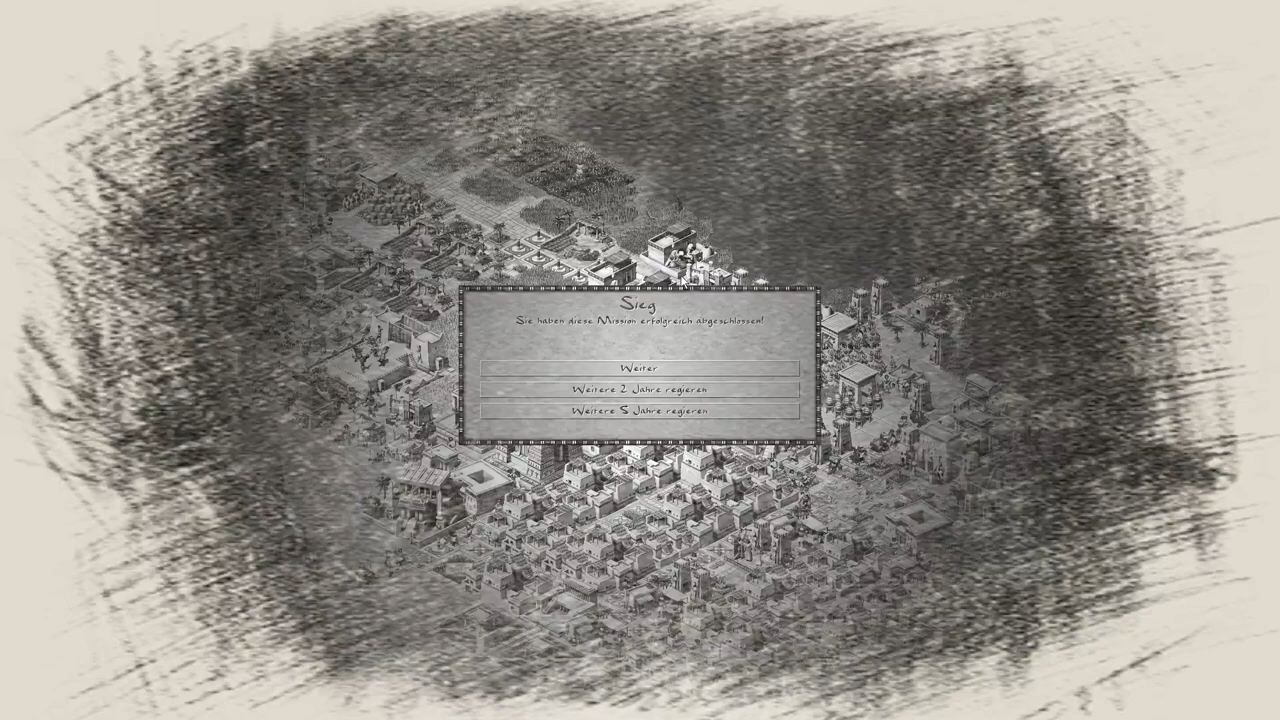 Sieg
Sie haben diese Mission erfolgreich abgeschlossen!
Weiter
Weitere 2 Jahre regieren
Weitere 5 Jahre regieren